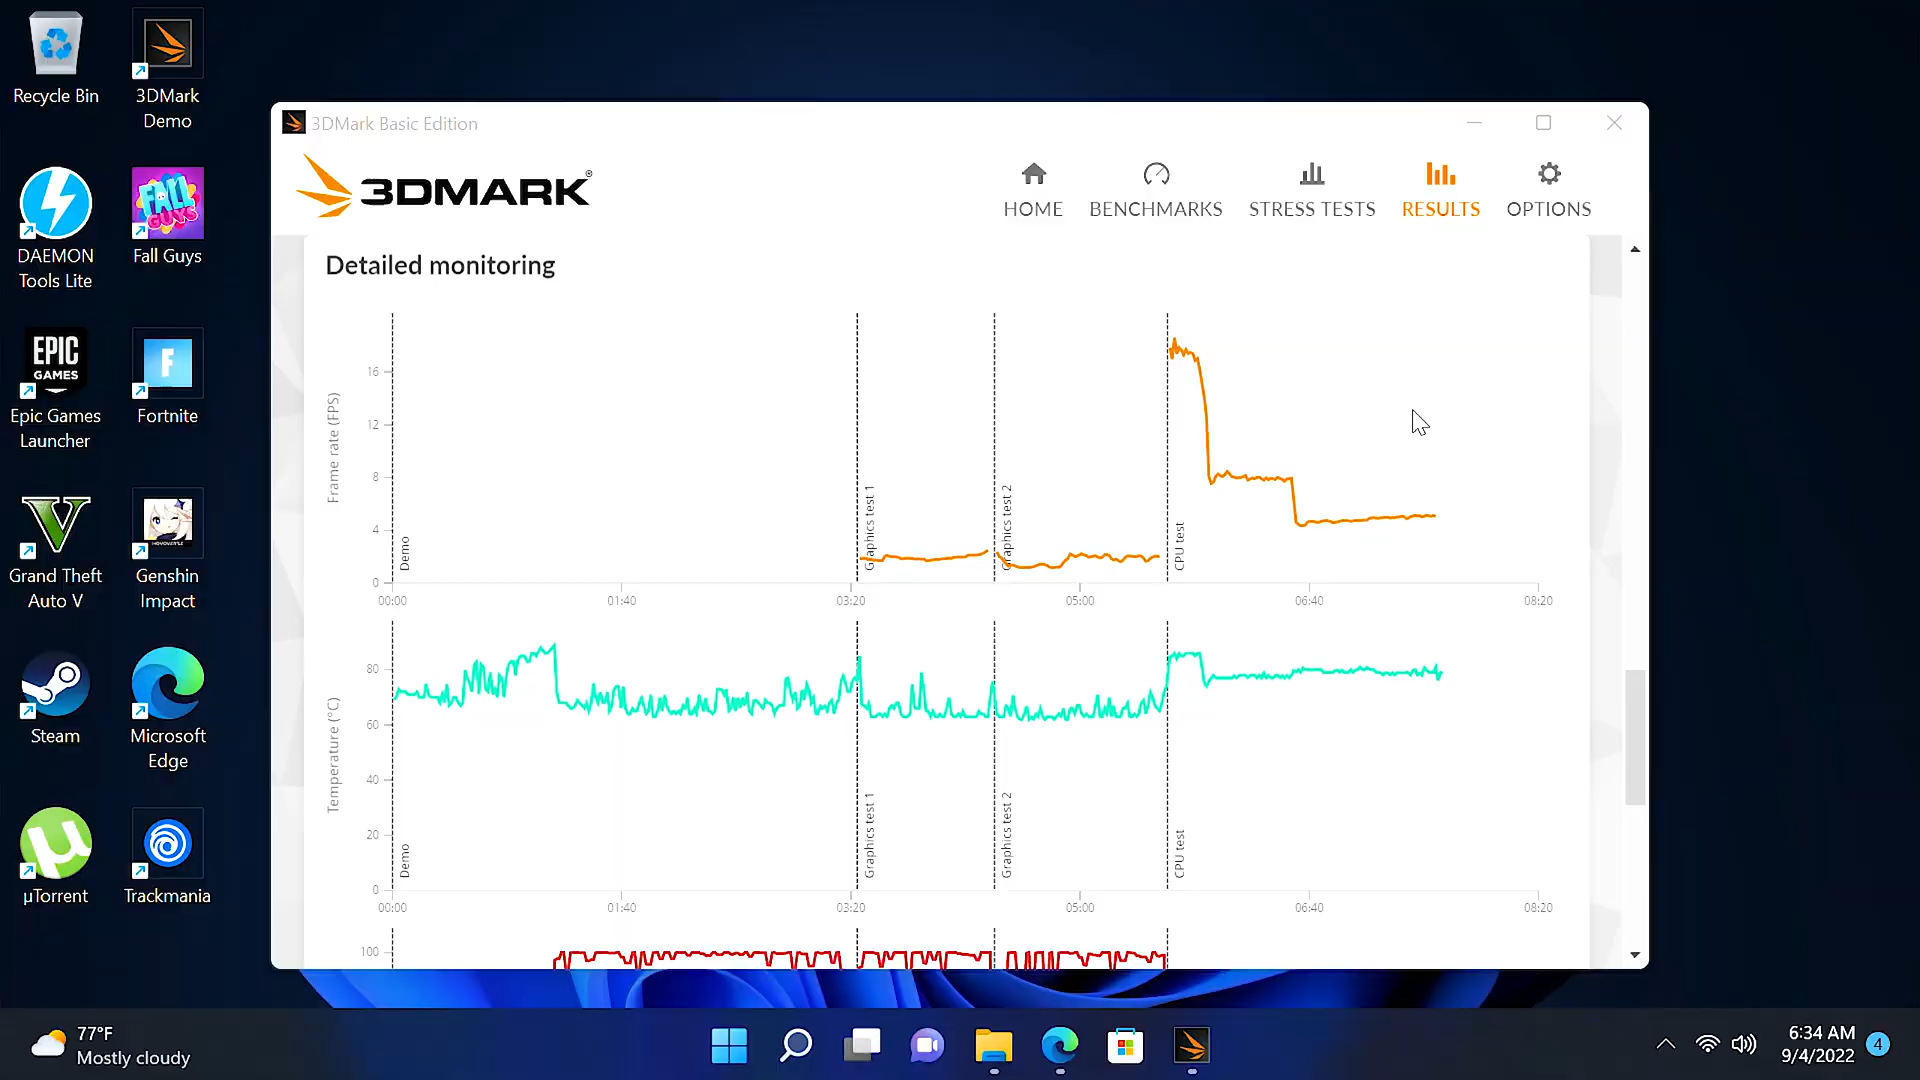 Recycle Bin
3DMark
Demo
DAEMON
Tools Lite
FALL
GUYS
Fall Guys
EPIC
GAMES
Epic Games
Launcher
F
Fortnite
V
Grand Theft
Auto V
Genshin
Impact
Steam
Microsoft
Edge
µ
µTorrent
Trackmania
3DMark Basic Edition
3DMARK®
HOME
BENCHMARKS
STRESS TESTS
RESULTS
OPTIONS
Detailed monitoring
Frame rate (FPS)
16
12
8
4
0
Demo
Graphics test 1
Graphics test 2
CPU test
00:00
01:40
03:20
05:00
06:40
08:20
Temperature (°C)
80
60
40
20
0
Demo
Graphics test 1
Graphics test 2
CPU test
00:00
01:40
03:20
05:00
06:40
08:20
100
77°F
Mostly cloudy
6:34 AM
9/4/2022
4